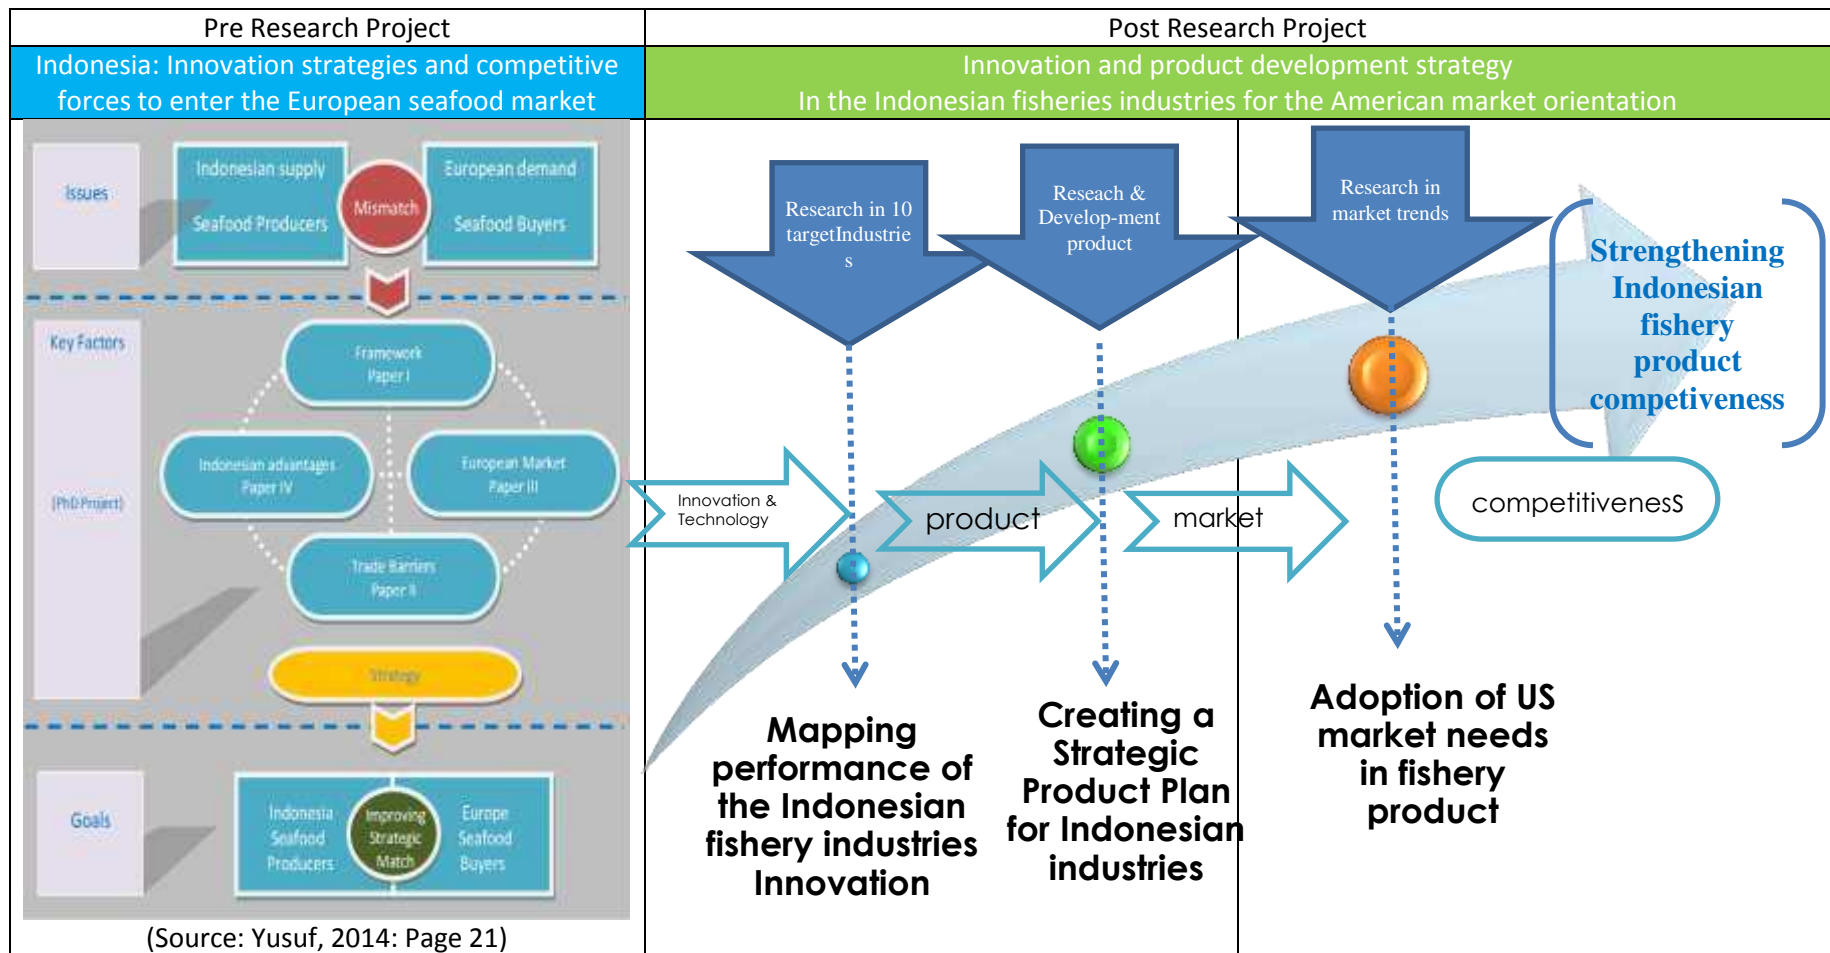 Pre Research Project
Post Research Project
Indonesia: Innovation strategies and competitive
forces to enter the European seafood market
Innovation and product development strategy
In the Indonesian fisheries industries for the American market orientation
Issues
Indonesian supply
Seafood Producers
Mismatch
European demand
Seafood Buyers
Key Factors
(PhD Project)
Framework
Paper I
Indonesian advantages
Paper IV
European Market
Paper III
Trade Barriers
Paper II
Strategy
Goals
Indonesia
Seafood
Producers
Improving
Strategic
Match
Europe
Seafood
Buyers
(Source: Yusuf, 2014: Page 21)
Research in 10
targetIndustrie
s
Reseach &
Develop-ment
product
Research in
market trends
Strengthening
Indonesian
fishery
product
competiveness
Innovation &
Technology
product
market
competitiveness
Mapping
performance of
the Indonesian
fishery industries
Innovation
Creating a
Strategic
Product Plan
for Indonesian
industries
Adoption of US
market needs
in fishery
product